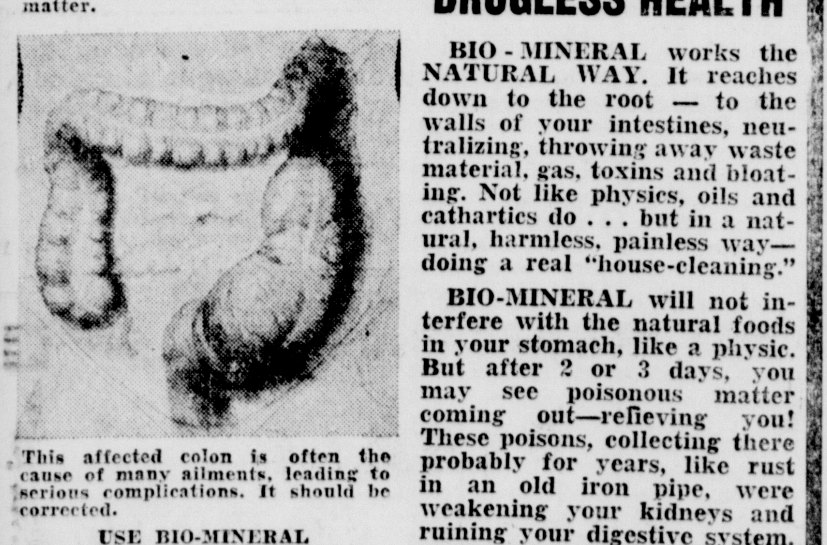 matter.
This affected colon is often the
cause of many ailments, leading to
serious complications. It should be
corrected.
USE BIO-MINERAL
DRUGLESS HEALTH
BIO - MINERAL works the
NATURAL WAY. It reaches
down to the root — to the
walls of your intestines, neu-
tralizing, throwing away waste
material, gas, toxins and bloat-
ing. Not like physics, oils and
cathartics do . . . but in a nat-
ural, harmless, painless way—
doing a real "house-cleaning."
BIO-MINERAL will not in-
terfere with the natural foods
in your stomach, like a physic.
But after 2 or 3 days, you
may see poisonous matter
coming out—relieving you!
These poisons, collecting there
probably for years, like rust
in an old iron pipe, were
weakening your kidneys and
ruining your digestive system.